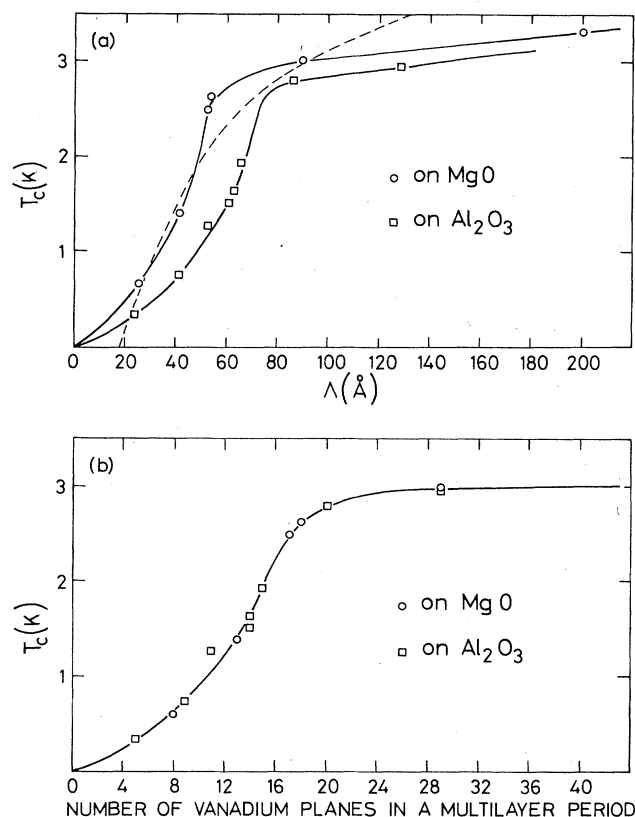 (a)
3
2
1
0
Tc(K)
○ on MgO
□ on Al2O3
0 20 40 60 80 100 120 140 160 180 200
Λ(Å)
(b)
3
2
1
0
Tc(K)
○ on MgO
□ on Al2O3
0 4 8 12 16 20 24 28 32 36 40
NUMBER OF VANADIUM PLANES IN A MULTILAYER PERIOD